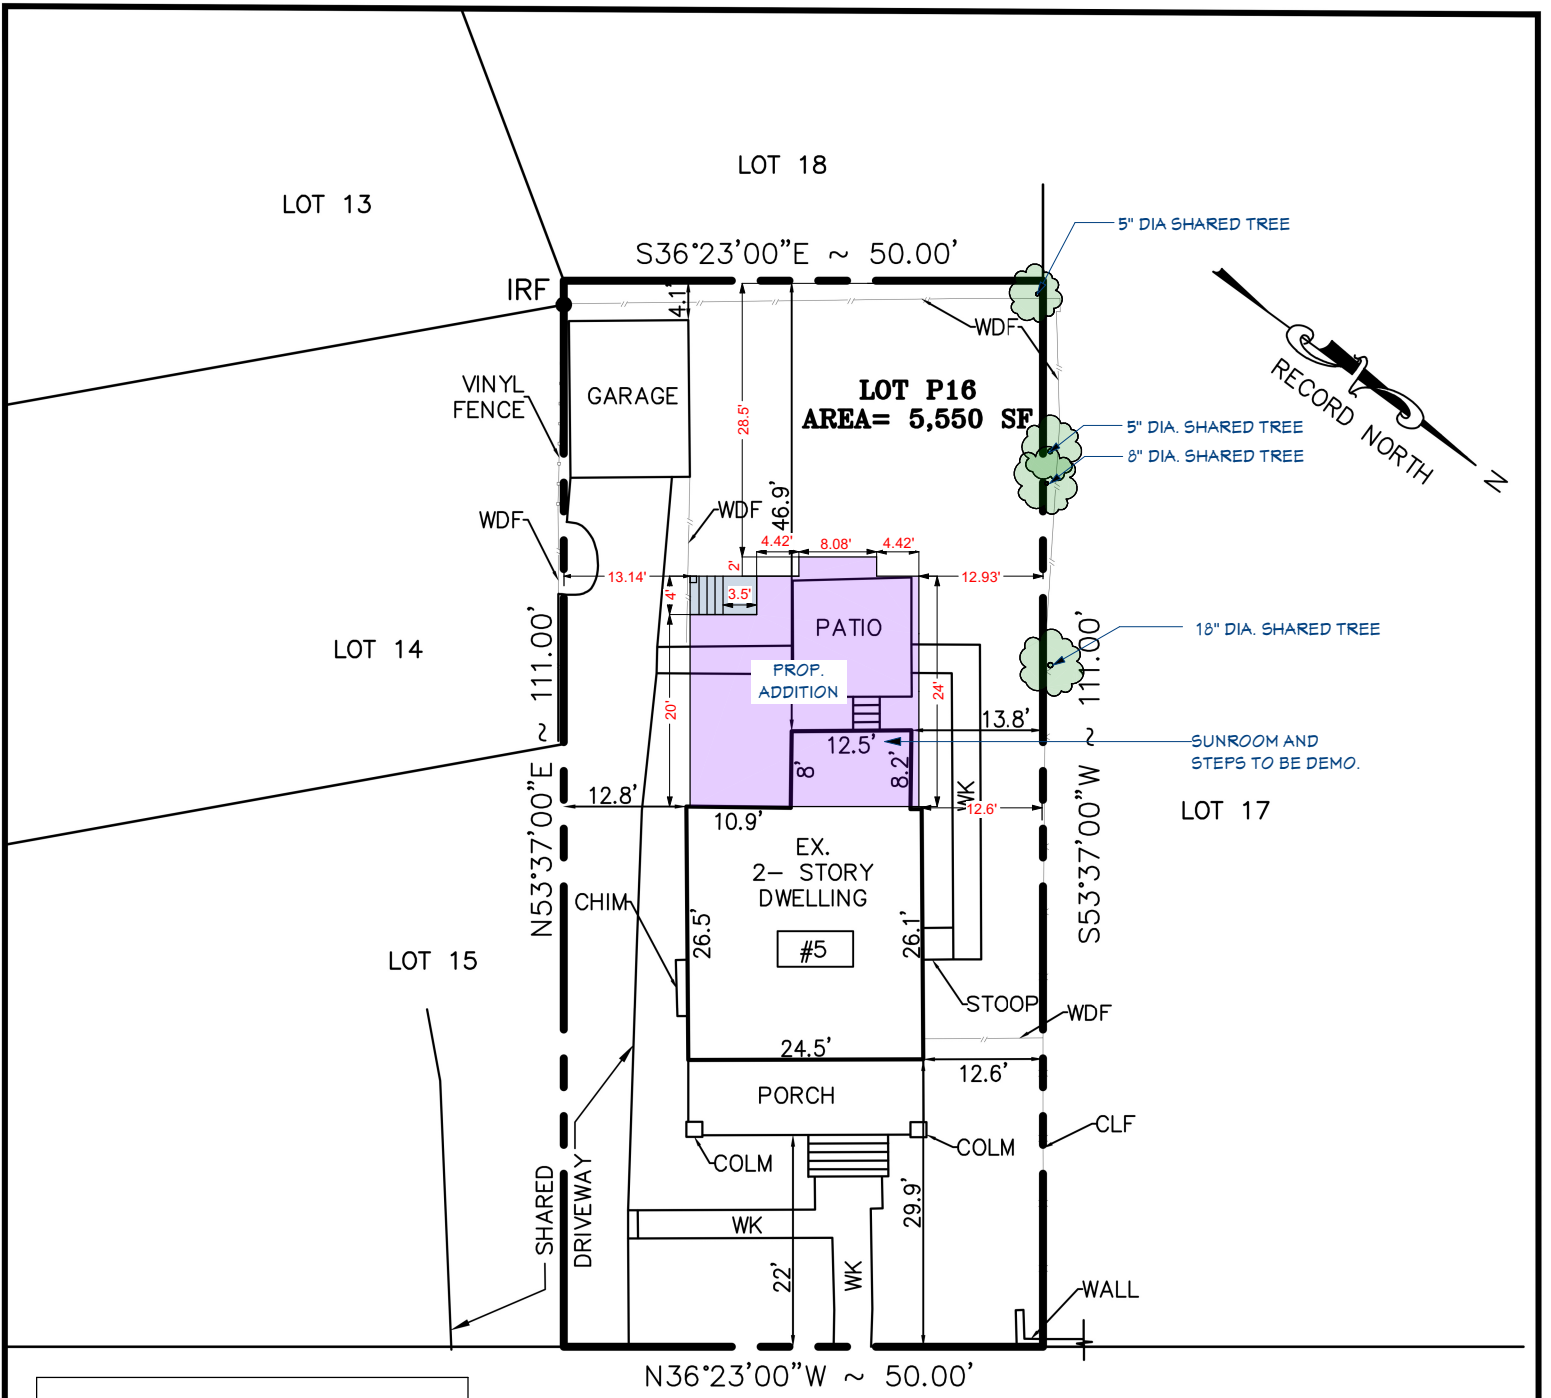 LOT 18
LOT 13
5" DIA SHARED TREE
S36°23'00"E ~ 50.00'
IRF
4.1'
WDF
RECORD NORTH
N
VINYL
FENCE
GARAGE
28.5'
LOT P16
AREA= 5,550 SF
5" DIA. SHARED TREE
8" DIA. SHARED TREE
46.9'
WDF
WDF
4.42'
8.08'
4.42'
2'
13.14'
12.93'
4'
3.5'
LOT 14
PATIO
18" DIA. SHARED TREE
PROP.
ADDITION
20'
24'
13.8'
12.5'
SUNROOM AND
STEPS TO BE DEMO.
8'
8.2'
WK
12.8'
12.6'
10.9'
LOT 17
N53°37'00"E ~ 111.00'
S53°37'00"W ~ 111.00'
EX.
2- STORY
DWELLING
CHIM
26.5'
26.1'
#5
LOT 15
STOOP
WDF
24.5'
12.6'
PORCH
CLF
COLM
COLM
SHARED
DRIVEWAY
29.9'
WK
22'
WK
WALL
N36°23'00"W ~ 50.00'